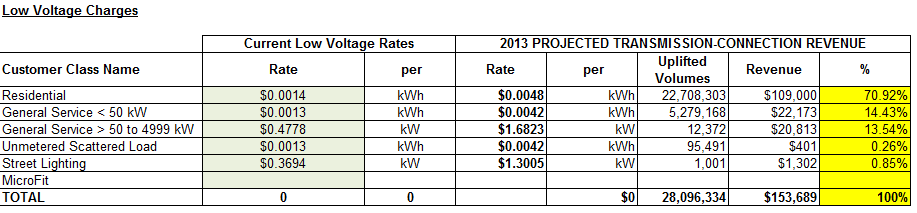 Low Voltage Charges
Current Low Voltage Rates 2013 PROJECTED TRANSMISSION-CONNECTION REVENUE
Customer Class Name Rate per Rate per Uplifted Volumes Revenue %
Residential $0.0014 kWh $0.0048 kWh 22,708,303 $109,000 70.92%
General Service < 50 kW $0.0013 kWh $0.0042 kWh 5,279,168 $22,173 14.43%
General Service > 50 to 4999 kW $0.4778 kW $1.6823 kW 12,372 $20,813 13.54%
Unmetered Scattered Load $0.0013 kWh $0.0042 kWh 95,491 $401 0.26%
Street Lighting $0.3694 kW $1.3005 kW 1,001 $1,302 0.85%
MicroFit
TOTAL 0 0 $0 28,096,334 $153,689 100%